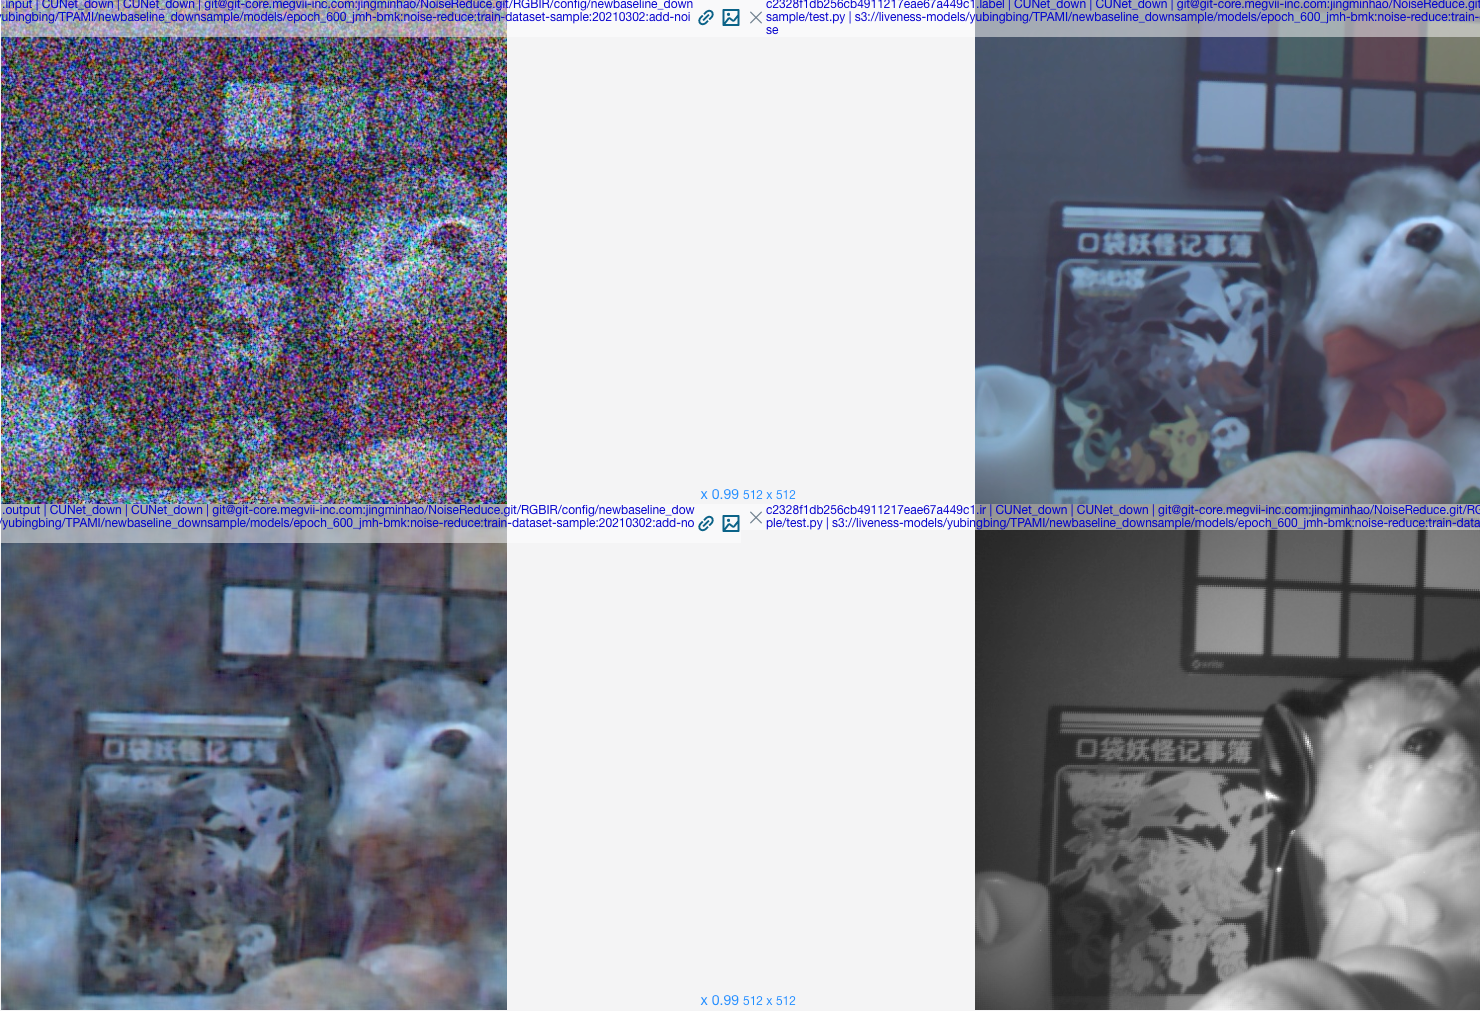 .input | CUNet_down | CUNet_down | git@git-core.megvii-inc.com:jingminhao/NoiseReduce.git/RGBIR/config/newbaseline_down
/yubingbing/TPAMI/newbaseline_downsample/models/epoch_600_jmh-bmk:noise-reduce:train-dataset-sample:20210302:add-noi
c2328f1db256cb4911217eae67a449c1.label | CUNet_down | CUNet_down | git@git-core.megvii-inc.com:jingminhao/NoiseReduce.git
sample/test.py | s3://liveness-models/yubingbing/TPAMI/newbaseline_downsample/models/epoch_600_jmh-bmk:noise-reduce:train-
se
口袋妖怪记事簿
x 0.99 512 x 512
.output | CUNet_down | CUNet_down | git@git-core.megvii-inc.com:jingminhao/NoiseReduce.git/RGBIR/config/newbaseline_dow
/yubingbing/TPAMI/newbaseline_downsample/models/epoch_600_jmh-bmk:noise-reduce:train-dataset-sample:20210302:add-no
c2328f1db256cb4911217eae67a449c1.ir | CUNet_down | CUNet_down | git@git-core.megvii-inc.com:jingminhao/NoiseReduce.git/RG
ple/test.py | s3://liveness-models/yubingbing/TPAMI/newbaseline_downsample/models/epoch_600_jmh-bmk:noise-reduce:train-data
口袋妖怪记事簿
口袋妖怪记事簿
x 0.99 512 x 512